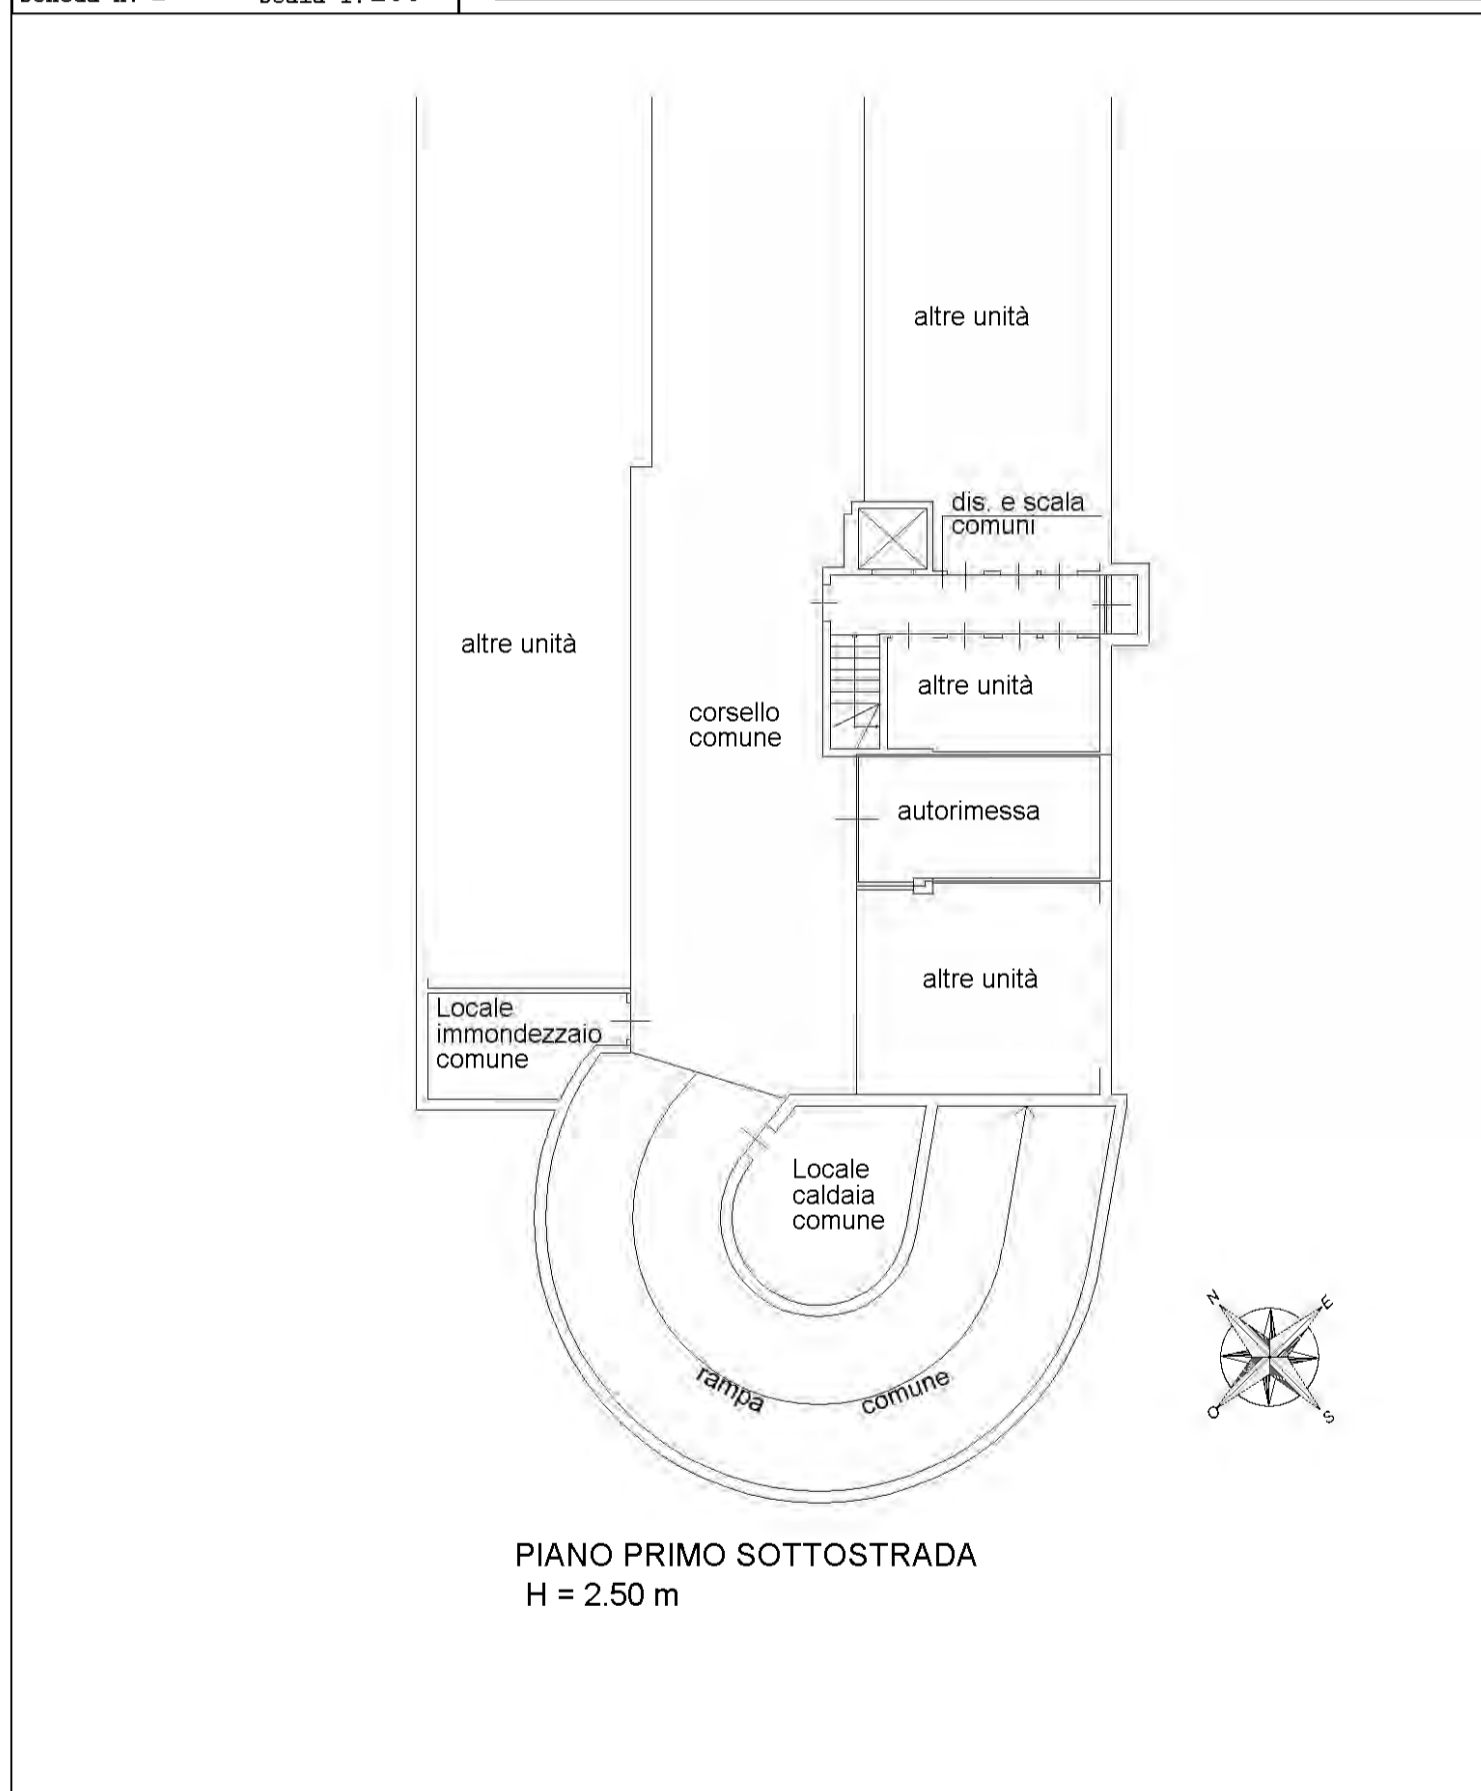 altre unità
dis. e scala
comuni
altre unità
altre unità
corsello
comune
autorimessa
altre unità
Locale
immondezzaio
comune
Locale
caldaia
comune
rampa comune
N E
O S
PIANO PRIMO SOTTOSTRADA
H = 2.50 m